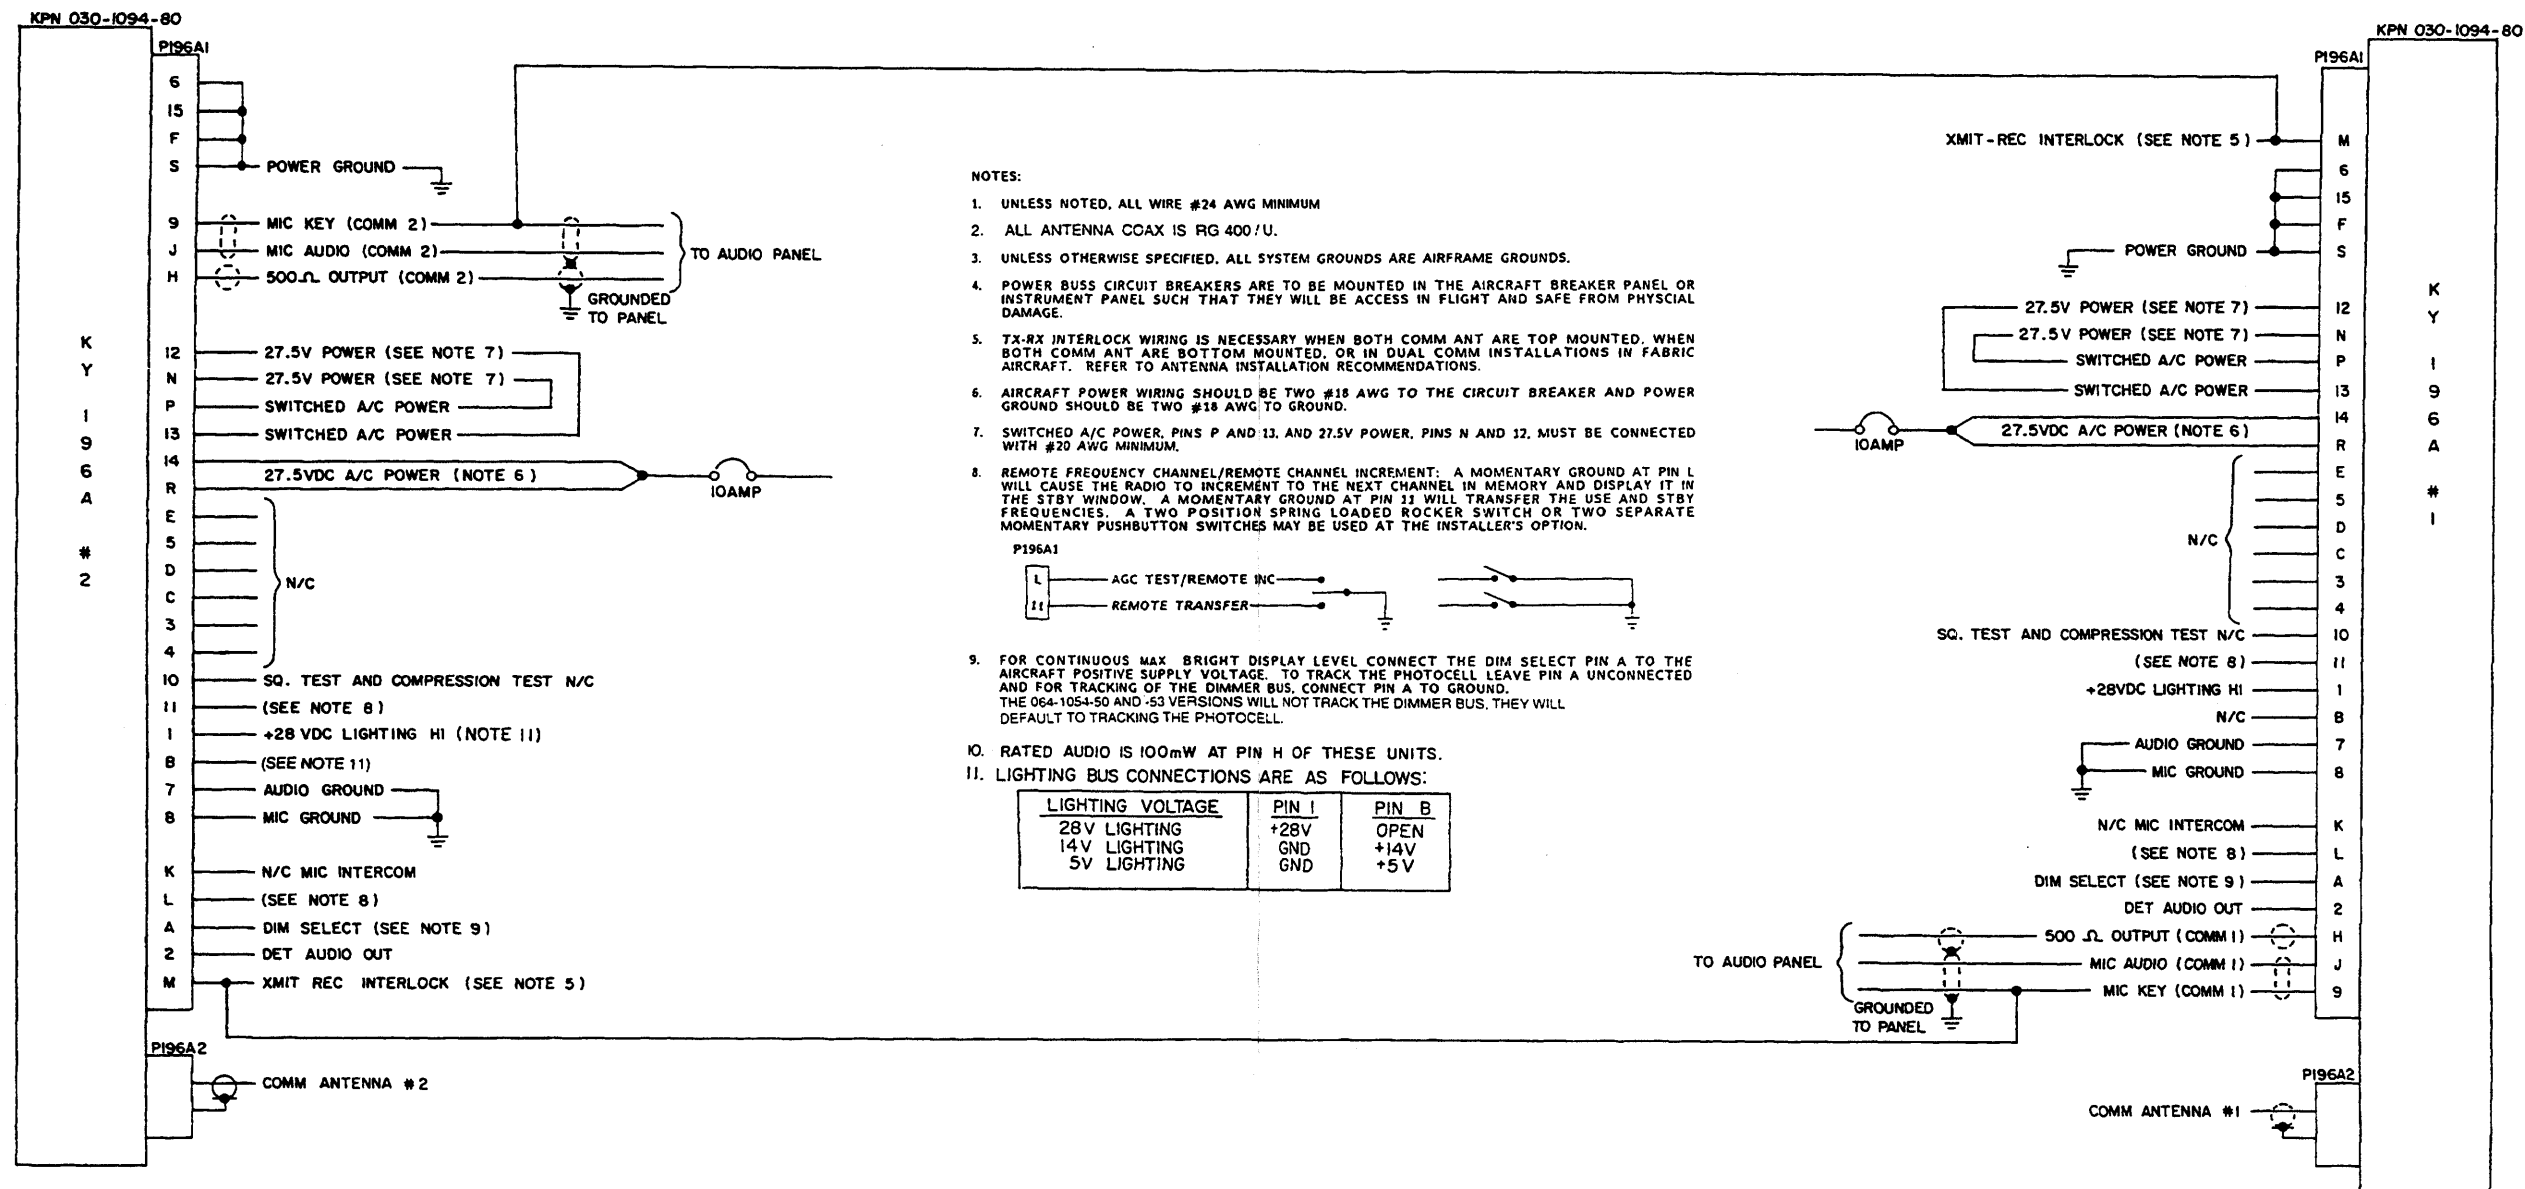 KPN 030-1094-80
P196A1
6
15
F
S POWER GROUND
9 MIC KEY (COMM 2)
J MIC AUDIO (COMM 2)
H 500Ω OUTPUT (COMM 2)
TO AUDIO PANEL
GROUNDED
TO PANEL
12 27.5V POWER (SEE NOTE 7)
N 27.5V POWER (SEE NOTE 7)
P SWITCHED A/C POWER
13 SWITCHED A/C POWER
14
27.5VDC A/C POWER (NOTE 6)
R
10AMP
E
5
D
C
3
4
N/C
10 SQ. TEST AND COMPRESSION TEST N/C
11 (SEE NOTE 8)
1 +28 VDC LIGHTING HI (NOTE 11)
B (SEE NOTE 11)
7 AUDIO GROUND
8 MIC GROUND
K N/C MIC INTERCOM
L (SEE NOTE 8)
A DIM SELECT (SEE NOTE 9)
2 DET AUDIO OUT
M XMIT REC INTERLOCK (SEE NOTE 5)
P196A2
COMM ANTENNA #2
KY 196A #2
NOTES:
1. UNLESS NOTED, ALL WIRE #24 AWG MINIMUM
2. ALL ANTENNA COAX IS RG 400/U.
3. UNLESS OTHERWISE SPECIFIED, ALL SYSTEM GROUNDS ARE AIRFRAME GROUNDS.
4. POWER BUSS CIRCUIT BREAKERS ARE TO BE MOUNTED IN THE AIRCRAFT BREAKER PANEL OR
INSTRUMENT PANEL SUCH THAT THEY WILL BE ACCESS IN FLIGHT AND SAFE FROM PHYSCIAL
DAMAGE.
5. TX-RX INTERLOCK WIRING IS NECESSARY WHEN BOTH COMM ANT ARE TOP MOUNTED, WHEN
BOTH COMM ANT ARE BOTTOM MOUNTED, OR IN DUAL COMM INSTALLATIONS IN FABRIC
AIRCRAFT. REFER TO ANTENNA INSTALLATION RECOMMENDATIONS.
6. AIRCRAFT POWER WIRING SHOULD BE TWO #18 AWG TO THE CIRCUIT BREAKER AND POWER
GROUND SHOULD BE TWO #18 AWG TO GROUND.
7. SWITCHED A/C POWER, PINS P AND 13, AND 27.5V POWER, PINS N AND 12, MUST BE CONNECTED
WITH #20 AWG MINIMUM.
8. REMOTE FREQUENCY CHANNEL/REMOTE CHANNEL INCREMENT: A MOMENTARY GROUND AT PIN L
WILL CAUSE THE RADIO TO INCREMENT TO THE NEXT CHANNEL IN MEMORY AND DISPLAY IT IN
THE STBY WINDOW. A MOMENTARY GROUND AT PIN 11 WILL TRANSFER THE USE AND STBY
FREQUENCIES. A TWO POSITION SPRING LOADED ROCKER SWITCH OR TWO SEPARATE
MOMENTARY PUSHBUTTON SWITCHES MAY BE USED AT THE INSTALLER'S OPTION.
P196A1
L AGC TEST/REMOTE INC
11 REMOTE TRANSFER
9. FOR CONTINUOUS MAX BRIGHT DISPLAY LEVEL CONNECT THE DIM SELECT PIN A TO THE
AIRCRAFT POSITIVE SUPPLY VOLTAGE. TO TRACK THE PHOTOCELL LEAVE PIN A UNCONNECTED
AND FOR TRACKING OF THE DIMMER BUS, CONNECT PIN A TO GROUND.
THE 064-1054-50 AND -53 VERSIONS WILL NOT TRACK THE DIMMER BUS, THEY WILL
DEFAULT TO TRACKING THE PHOTOCELL.
10. RATED AUDIO IS 100mW AT PIN H OF THESE UNITS.
11. LIGHTING BUS CONNECTIONS ARE AS FOLLOWS:
LIGHTING VOLTAGE PIN 1 PIN B
28V LIGHTING +28V OPEN
14V LIGHTING GND +14V
5V LIGHTING GND +5V
KPN 030-1094-80
P196A1
XMIT-REC INTERLOCK (SEE NOTE 5) M
6
15
F
POWER GROUND S
27.5V POWER (SEE NOTE 7) 12
27.5V POWER (SEE NOTE 7) N
SWITCHED A/C POWER P
SWITCHED A/C POWER 13
14
27.5VDC A/C POWER (NOTE 6)
R
10AMP
E
5
D
C
3
4
N/C
SQ. TEST AND COMPRESSION TEST N/C 10
(SEE NOTE 8) 11
+28VDC LIGHTING HI 1
N/C B
AUDIO GROUND 7
MIC GROUND 8
N/C MIC INTERCOM K
(SEE NOTE 8) L
DIM SELECT (SEE NOTE 9) A
DET AUDIO OUT 2
500 Ω OUTPUT (COMM 1) H
MIC AUDIO (COMM 1) J
MIC KEY (COMM 1) 9
TO AUDIO PANEL
GROUNDED
TO PANEL
P196A2
COMM ANTENNA #1
KY 196A #1